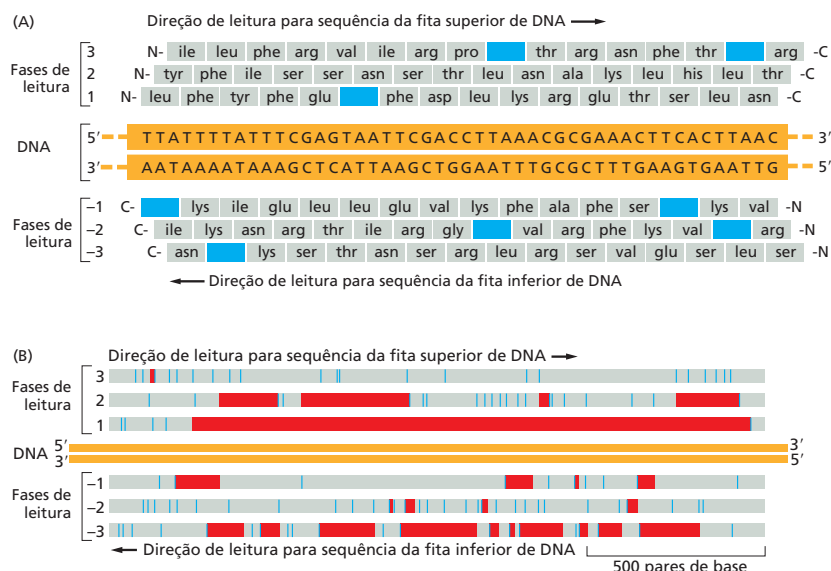 (A) Direção de leitura para sequência da fita superior de DNA →
Fases de leitura
3 N- ile leu phe arg val ile arg pro thr arg asn phe thr arg -C
2 N- tyr phe ile ser ser asn ser thr leu asn ala lys leu his leu thr -C
1 N- leu phe tyr phe glu phe asp leu lys arg glu thr ser leu asn -C
DNA
5′ TTATTTTATTTCGAGTAATTCGACCTTAAACGCGAAACTTCACTTAAC 3′
3′ AATAAAATAAAGCTCATTAAGCTGGAATTTGCGCTTTGAAGTGAATTG 5′
Fases de leitura
–1 C- lys ile glu leu leu glu val lys phe ala phe ser lys val -N
–2 C- ile lys asn arg thr ile arg gly val arg phe lys val arg -N
–3 C- asn lys ser thr asn ser arg leu arg ser val glu ser leu ser -N
← Direção de leitura para sequência da fita inferior de DNA
(B) Direção de leitura para sequência da fita superior de DNA →
Fases de leitura
3
2
1
DNA
5′ 3′
3′ 5′
Fases de leitura
–1
–2
–3
← Direção de leitura para sequência da fita inferior de DNA
500 pares de base